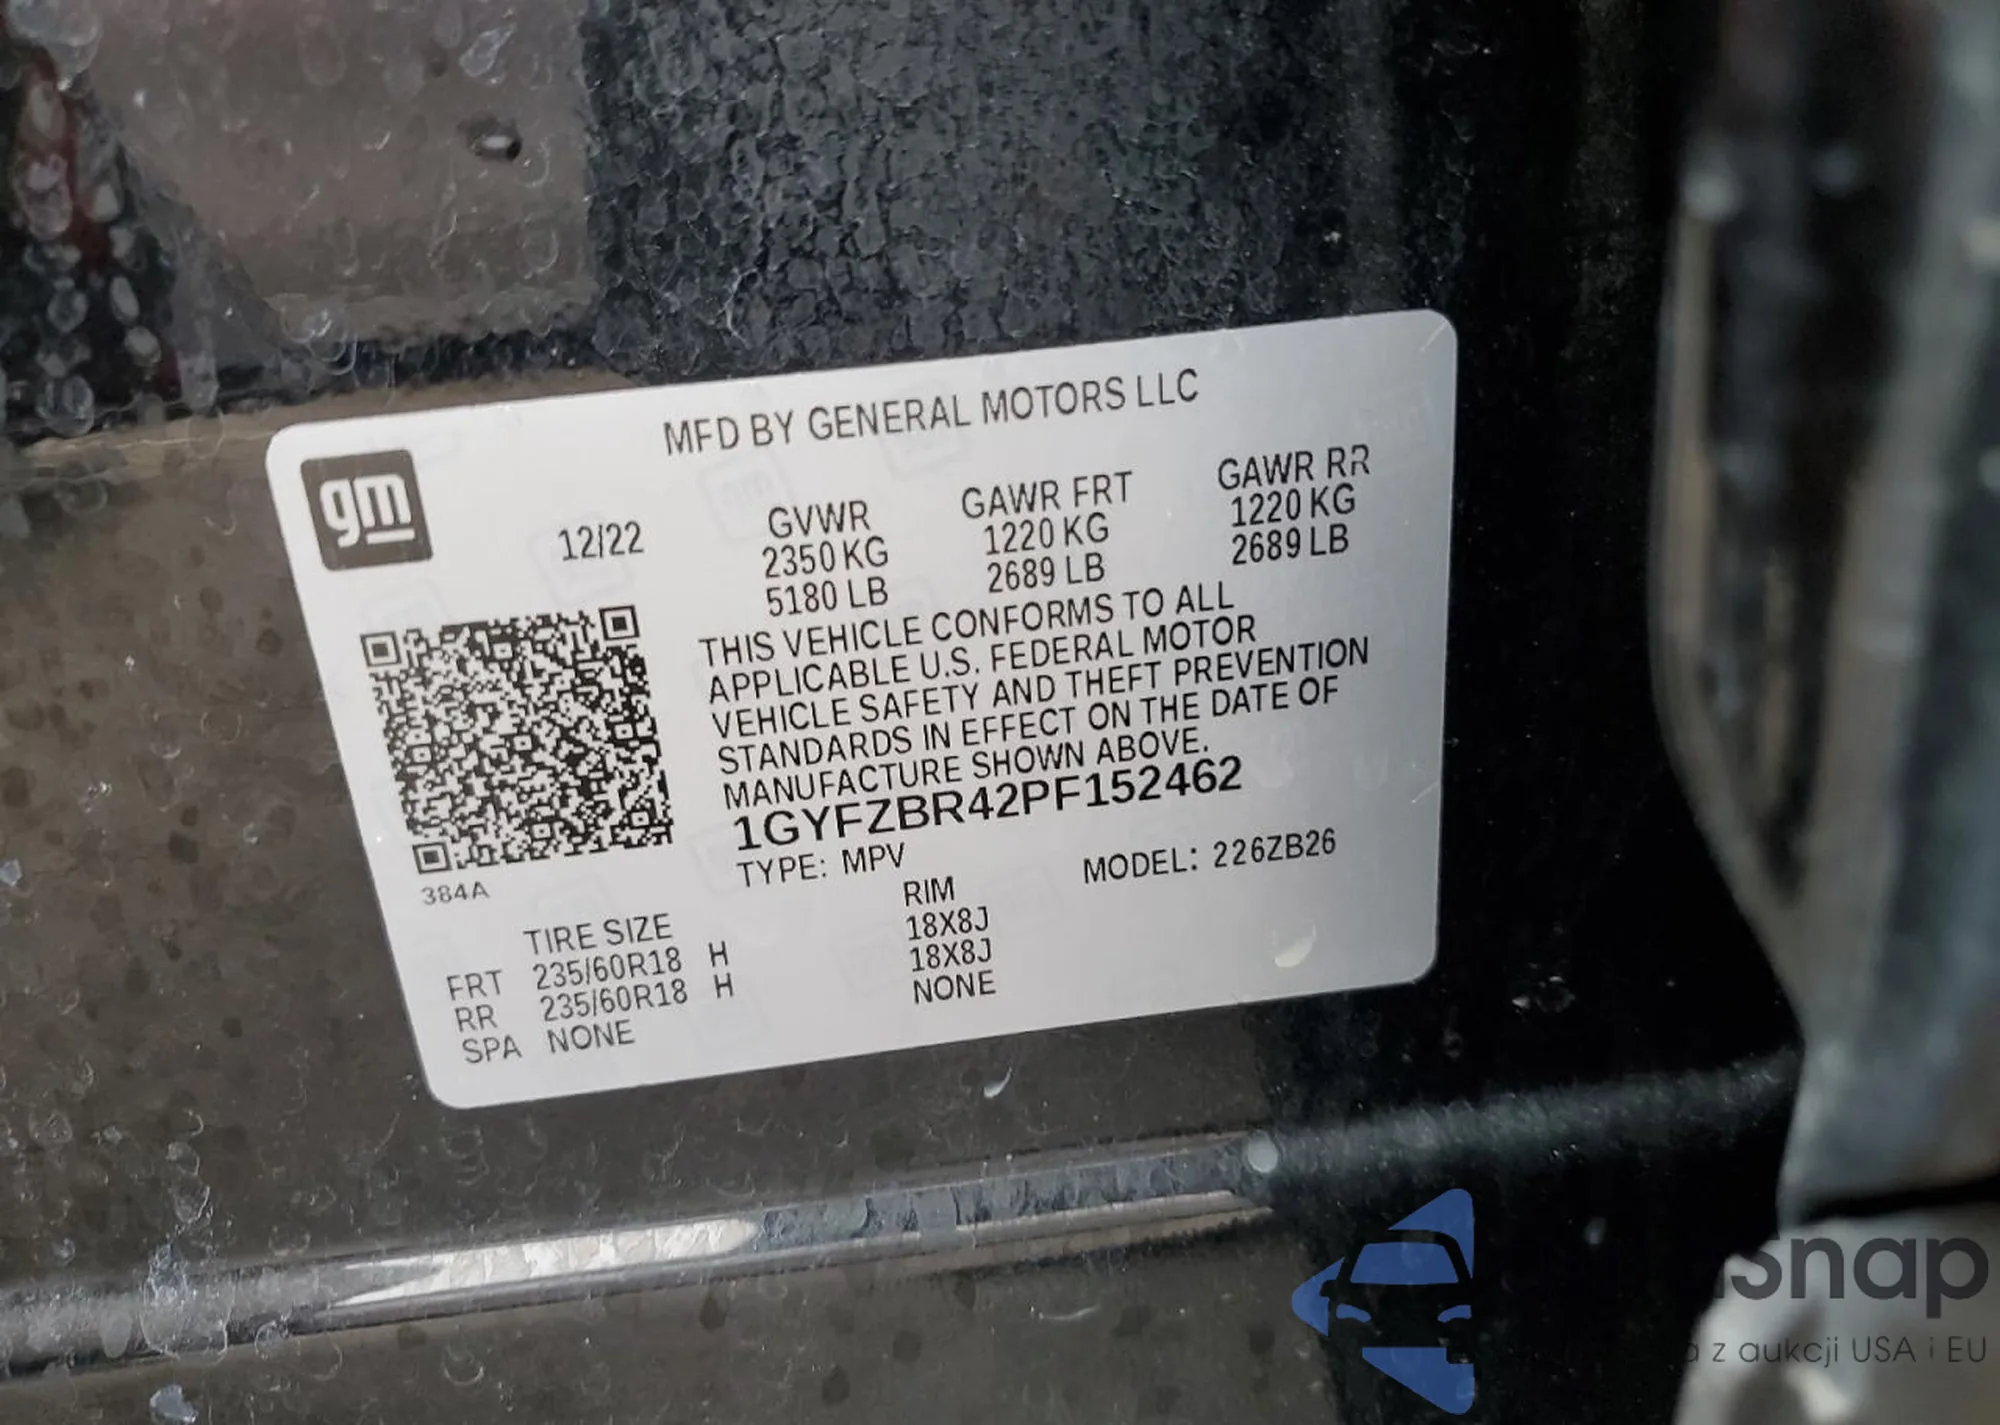 MFD BY GENERAL MOTORS LLC
gm
12/22
GVWR
2350 KG
5180 LB
GAWR FRT
1220 KG
2689 LB
GAWR RR
1220 KG
2689 LB
THIS VEHICLE CONFORMS TO ALL
APPLICABLE U.S. FEDERAL MOTOR
VEHICLE SAFETY AND THEFT PREVENTION
STANDARDS IN EFFECT ON THE DATE OF
MANUFACTURE SHOWN ABOVE.
1GYFZBR42PF152462
TYPE: MPV MODEL: 226ZB26
384A
TIRE SIZE RIM
FRT 235/60R18 H 18X8J
RR 235/60R18 H 18X8J
SPA NONE NONE
z aukcji USA i EU